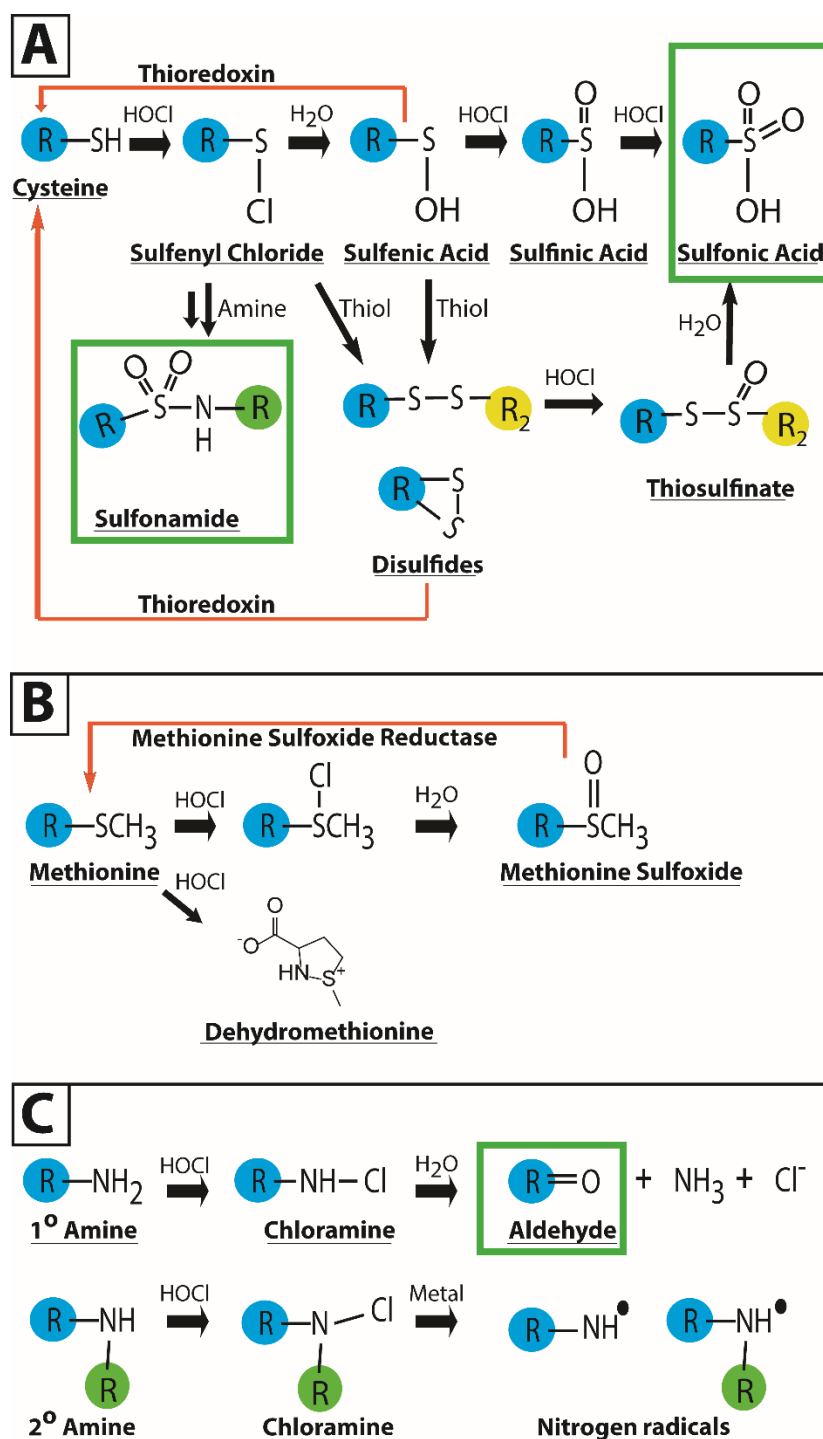 A
Thioredoxin
R SH HOCl R S Cl H2O R S OH HOCl R S O OH HOCl R S O O OH
Cysteine
Sulfenyl Chloride
Sulfenic Acid
Sulfinic Acid
Sulfonic Acid
Amine
Thiol
Thiol
H2O
O O
R S N R
H
Sulfonamide
R S S R2
HOCl
O
R S S R2
Thiosulfinate
R S S
Disulfides
Thioredoxin
B
Methionine Sulfoxide Reductase
R SCH3 HOCl Cl R SCH3 H2O O R SCH3
Methionine
Methionine Sulfoxide
HOCl
O
-O
HN S+
Dehydromethionine
C
R NH2 HOCl R NH Cl H2O R=O + NH3 + Cl-
1o Amine
Chloramine
Aldehyde
R NH R HOCl R N Cl R Metal R NH• R NH• R
2o Amine
Chloramine
Nitrogen radicals